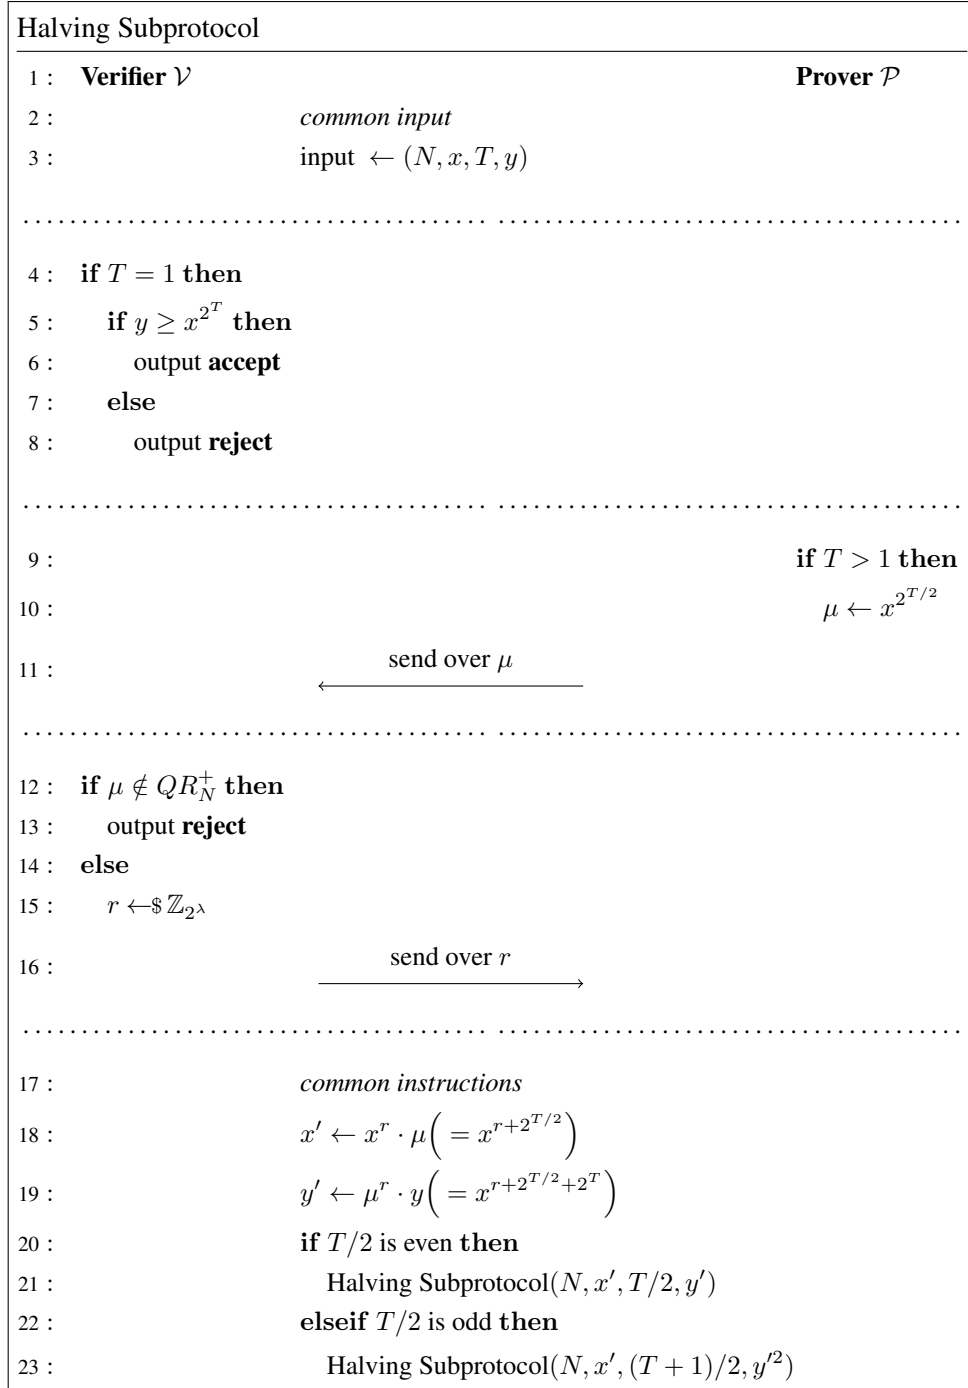 Halving Subprotocol
1 : Verifier 𝒱 Prover 𝒫
2 : common input
3 : input ← (N, x, T, y)
4 : if T = 1 then
5 : if y ≥ x^{2^T} then
6 : output accept
7 : else
8 : output reject
9 : if T > 1 then
10 : μ ← x^{2^{T/2}}
11 : send over μ
12 : if μ ∉ QR_N^+ then
13 : output reject
14 : else
15 : r ←$ ℤ_{2^λ}
16 : send over r
17 : common instructions
18 : x′ ← x^r · μ( = x^{r+2^{T/2}})
19 : y′ ← μ^r · y( = x^{r+2^{T/2}+2^T})
20 : if T/2 is even then
21 : Halving Subprotocol(N, x′, T/2, y′)
22 : elseif T/2 is odd then
23 : Halving Subprotocol(N, x′, (T + 1)/2, y′^2)